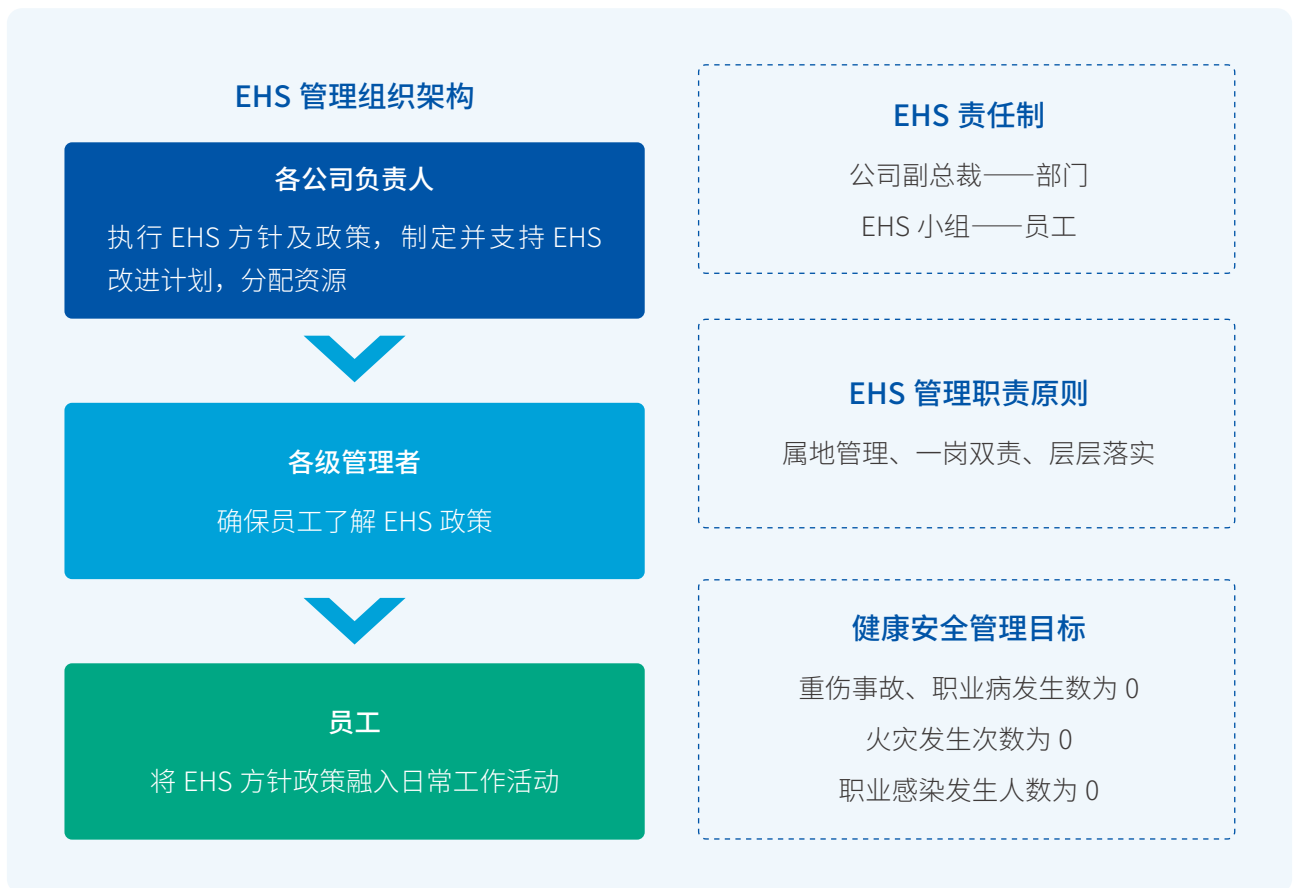 EHS 管理组织架构
各公司负责人
执行 EHS 方针及政策，制定并支持 EHS
改进计划，分配资源
各级管理者
确保员工了解 EHS 政策
员工
将 EHS 方针政策融入日常工作活动
EHS 责任制
公司副总裁——部门
EHS 小组——员工
EHS 管理职责原则
属地管理、一岗双责、层层落实
健康安全管理目标
重伤事故、职业病发生数为 0
火灾发生次数为 0
职业感染发生人数为 0